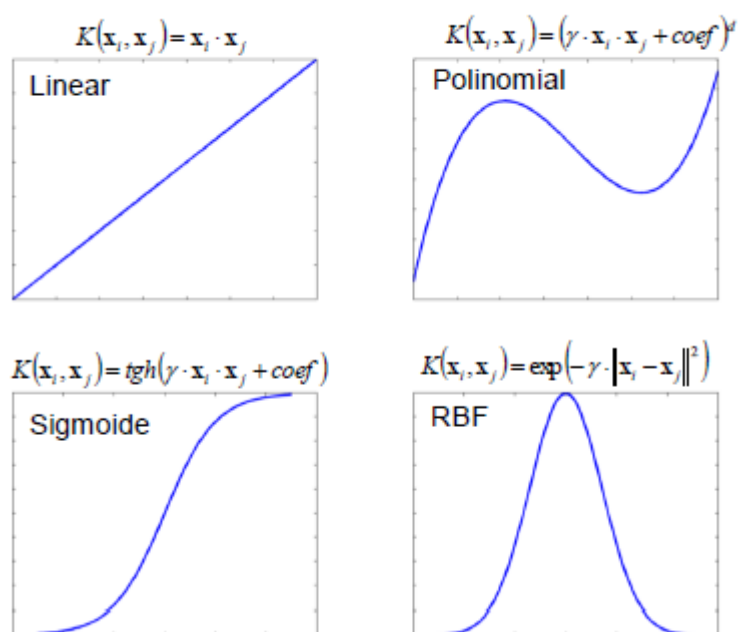 K(xᵢ, xⱼ) = xᵢ · xⱼ
Linear
K(xᵢ, xⱼ) = (γ · xᵢ · xⱼ + coef)ᵈ
Polinomial
K(xᵢ, xⱼ) = tgh(γ · xᵢ · xⱼ + coef)
Sigmoide
K(xᵢ, xⱼ) = exp(−γ · ‖xᵢ − xⱼ‖²)
RBF